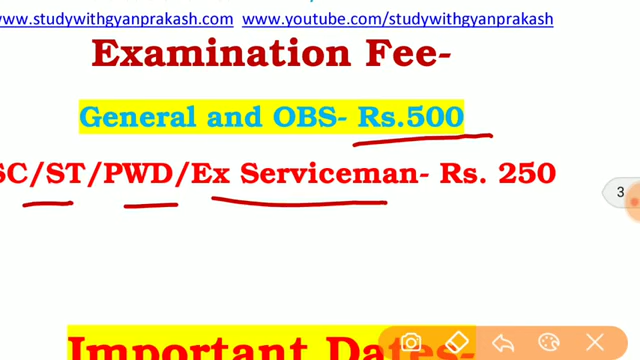 www.studywithgyanprakash.com www.youtube.com/studywithgyanprakash
Examination Fee-
General and OBS- Rs.500
SC/ST/PWD/Ex Serviceman- Rs. 250
3
Important Dates-